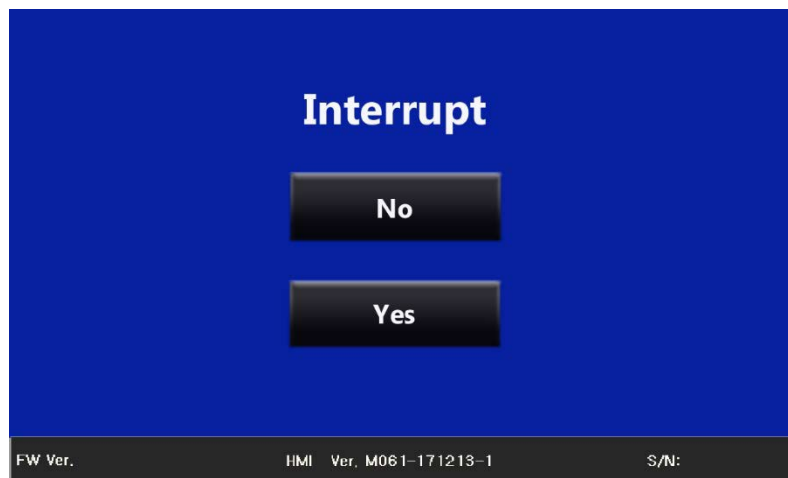 Interrupt
No
Yes
FW Ver. HMI Ver. M061-171213-1 S/N: